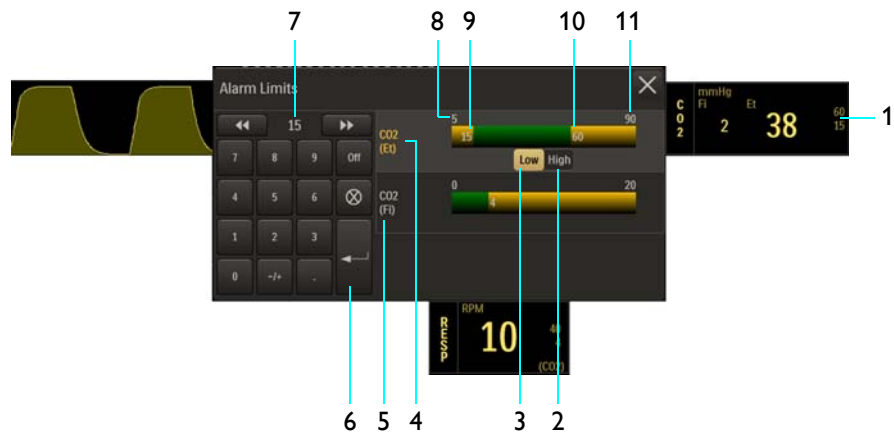 7 8 9 10 11
Alarm Limits
15
7 8 9 Off
4 5 6
1 2 3
0 -/+ .
CO2
(Et)
5 90
15 60
Low High
CO2
(Fi)
0 20
4
CO2
mmHg
Fi Et
2 38
60
15
1
RESP
RPM
10
40
4
(CO2)
6 5 4 3 2